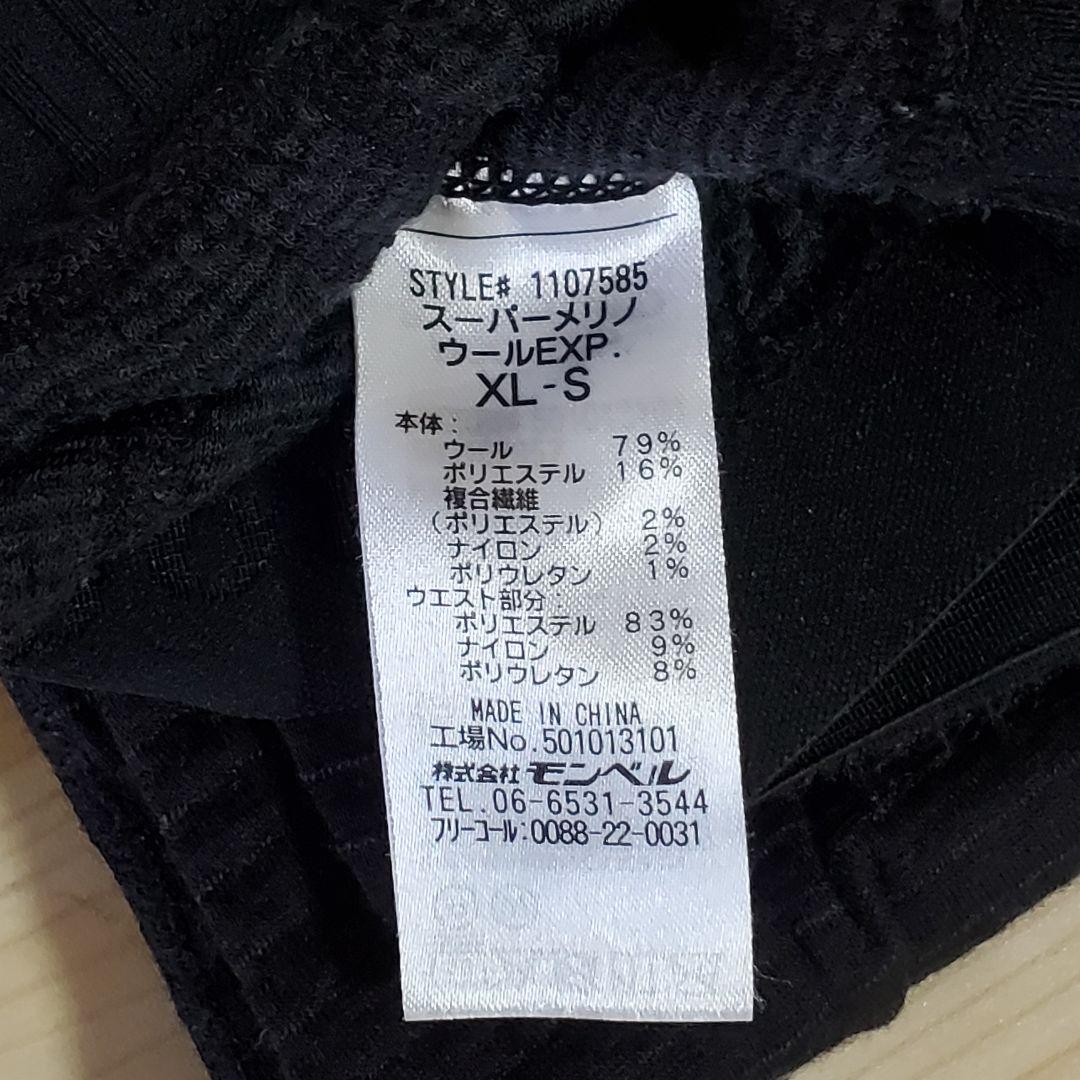 STYLE# 1107585
スーパーメリノ
ウールEXP.
XL-S
本体:
ウール 79%
ポリエステル 16%
複合繊維
(ポリエステル) 2%
ナイロン 2%
ポリウレタン 1%
ウエスト部分:
ポリエステル 83%
ナイロン 9%
ポリウレタン 8%
MADE IN CHINA
工場No.501013101
株式会社 モンベル
TEL.06-6531-3544
フリーコール:0088-22-0031